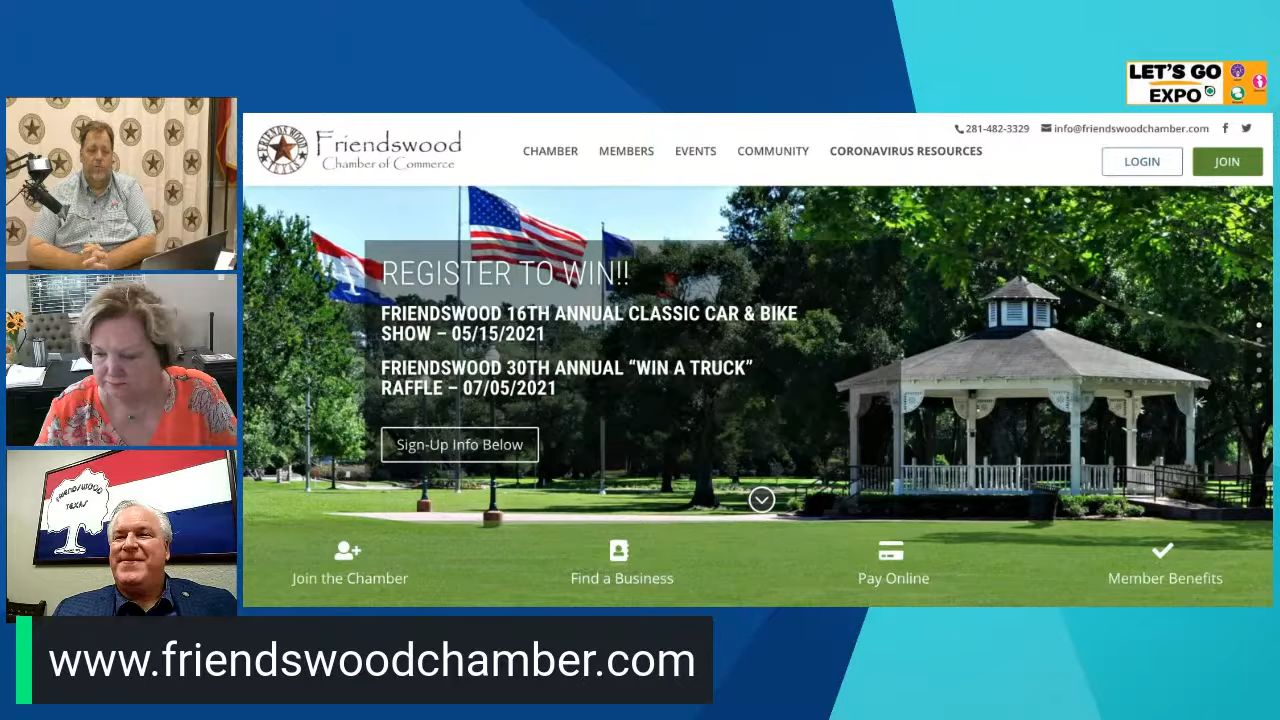 LET'S GO
EXPO
FRIENDSWOOD
TEXAS
Friendswood
Chamber of Commerce
281-482-3329
info@friendswoodchamber.com
CHAMBER
MEMBERS
EVENTS
COMMUNITY
CORONAVIRUS RESOURCES
LOGIN
JOIN
REGISTER TO WIN!!
FRIENDSWOOD 16TH ANNUAL CLASSIC CAR & BIKE
SHOW – 05/15/2021
FRIENDSWOOD 30TH ANNUAL “WIN A TRUCK”
RAFFLE – 07/05/2021
Sign-Up Info Below
FRIENDSWOOD
TEXAS
Join the Chamber
Find a Business
Pay Online
Member Benefits
www.friendswoodchamber.com